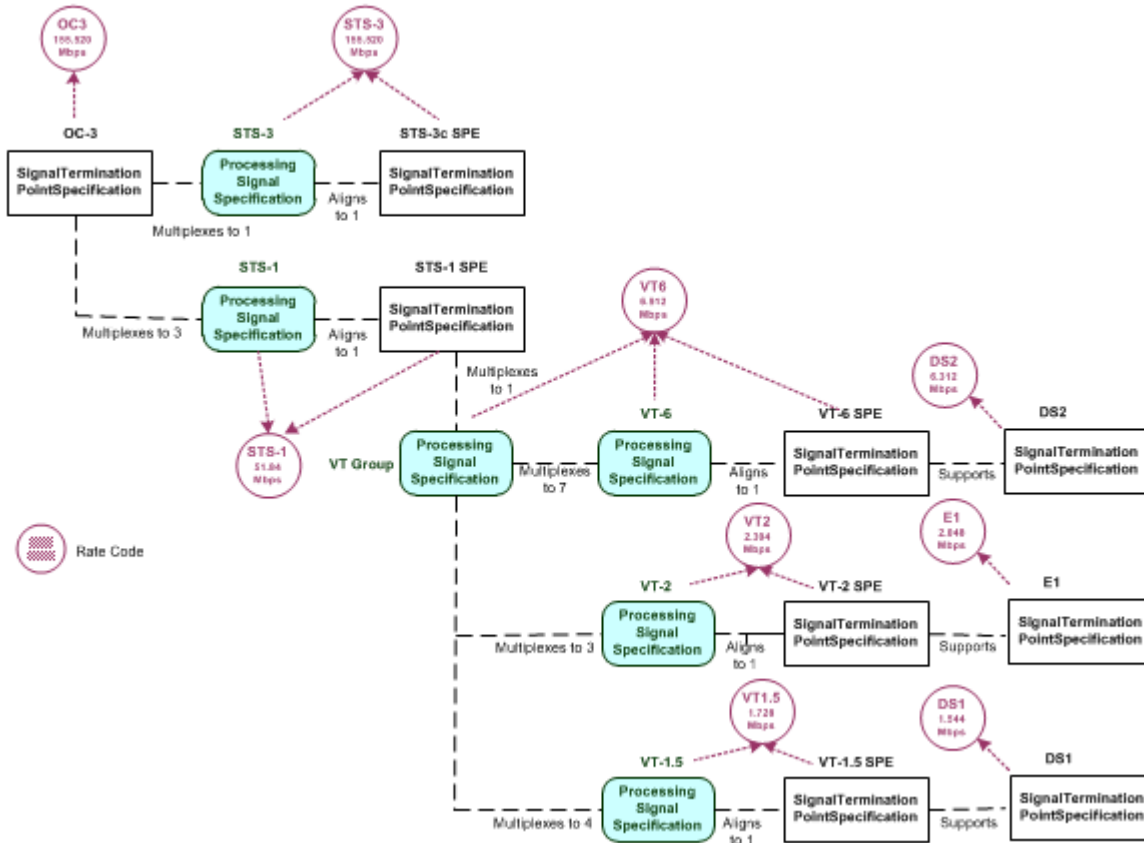 OC3
155.520
Mbps
STS-3
155.520
Mbps
OC-3
STS-3
STS-3c SPE
SignalTermination
PointSpecification
Processing
Signal
Specification
SignalTermination
PointSpecification
Aligns
to 1
Multiplexes to 1
STS-1
STS-1 SPE
VT6
6.912
Mbps
Processing
Signal
Specification
SignalTermination
PointSpecification
Multiplexes to 3
Aligns
to 1
Multiplexes
to 1
DS2
6.312
Mbps
VT-6
VT-6 SPE
DS2
STS-1
51.84
Mbps
VT Group
Processing
Signal
Specification
Multiplexes
to 7
Processing
Signal
Specification
Aligns
to 1
SignalTermination
PointSpecification
Supports
SignalTermination
PointSpecification
Rate Code
VT2
2.304
Mbps
E1
2.048
Mbps
VT-2
VT-2 SPE
E1
Multiplexes to 3
Processing
Signal
Specification
Aligns
to 1
SignalTermination
PointSpecification
Supports
SignalTermination
PointSpecification
VT1.5
1.728
Mbps
DS1
1.544
Mbps
VT-1.5
VT-1.5 SPE
DS1
Multiplexes to 4
Processing
Signal
Specification
Aligns
to 1
SignalTermination
PointSpecification
Supports
SignalTermination
PointSpecification